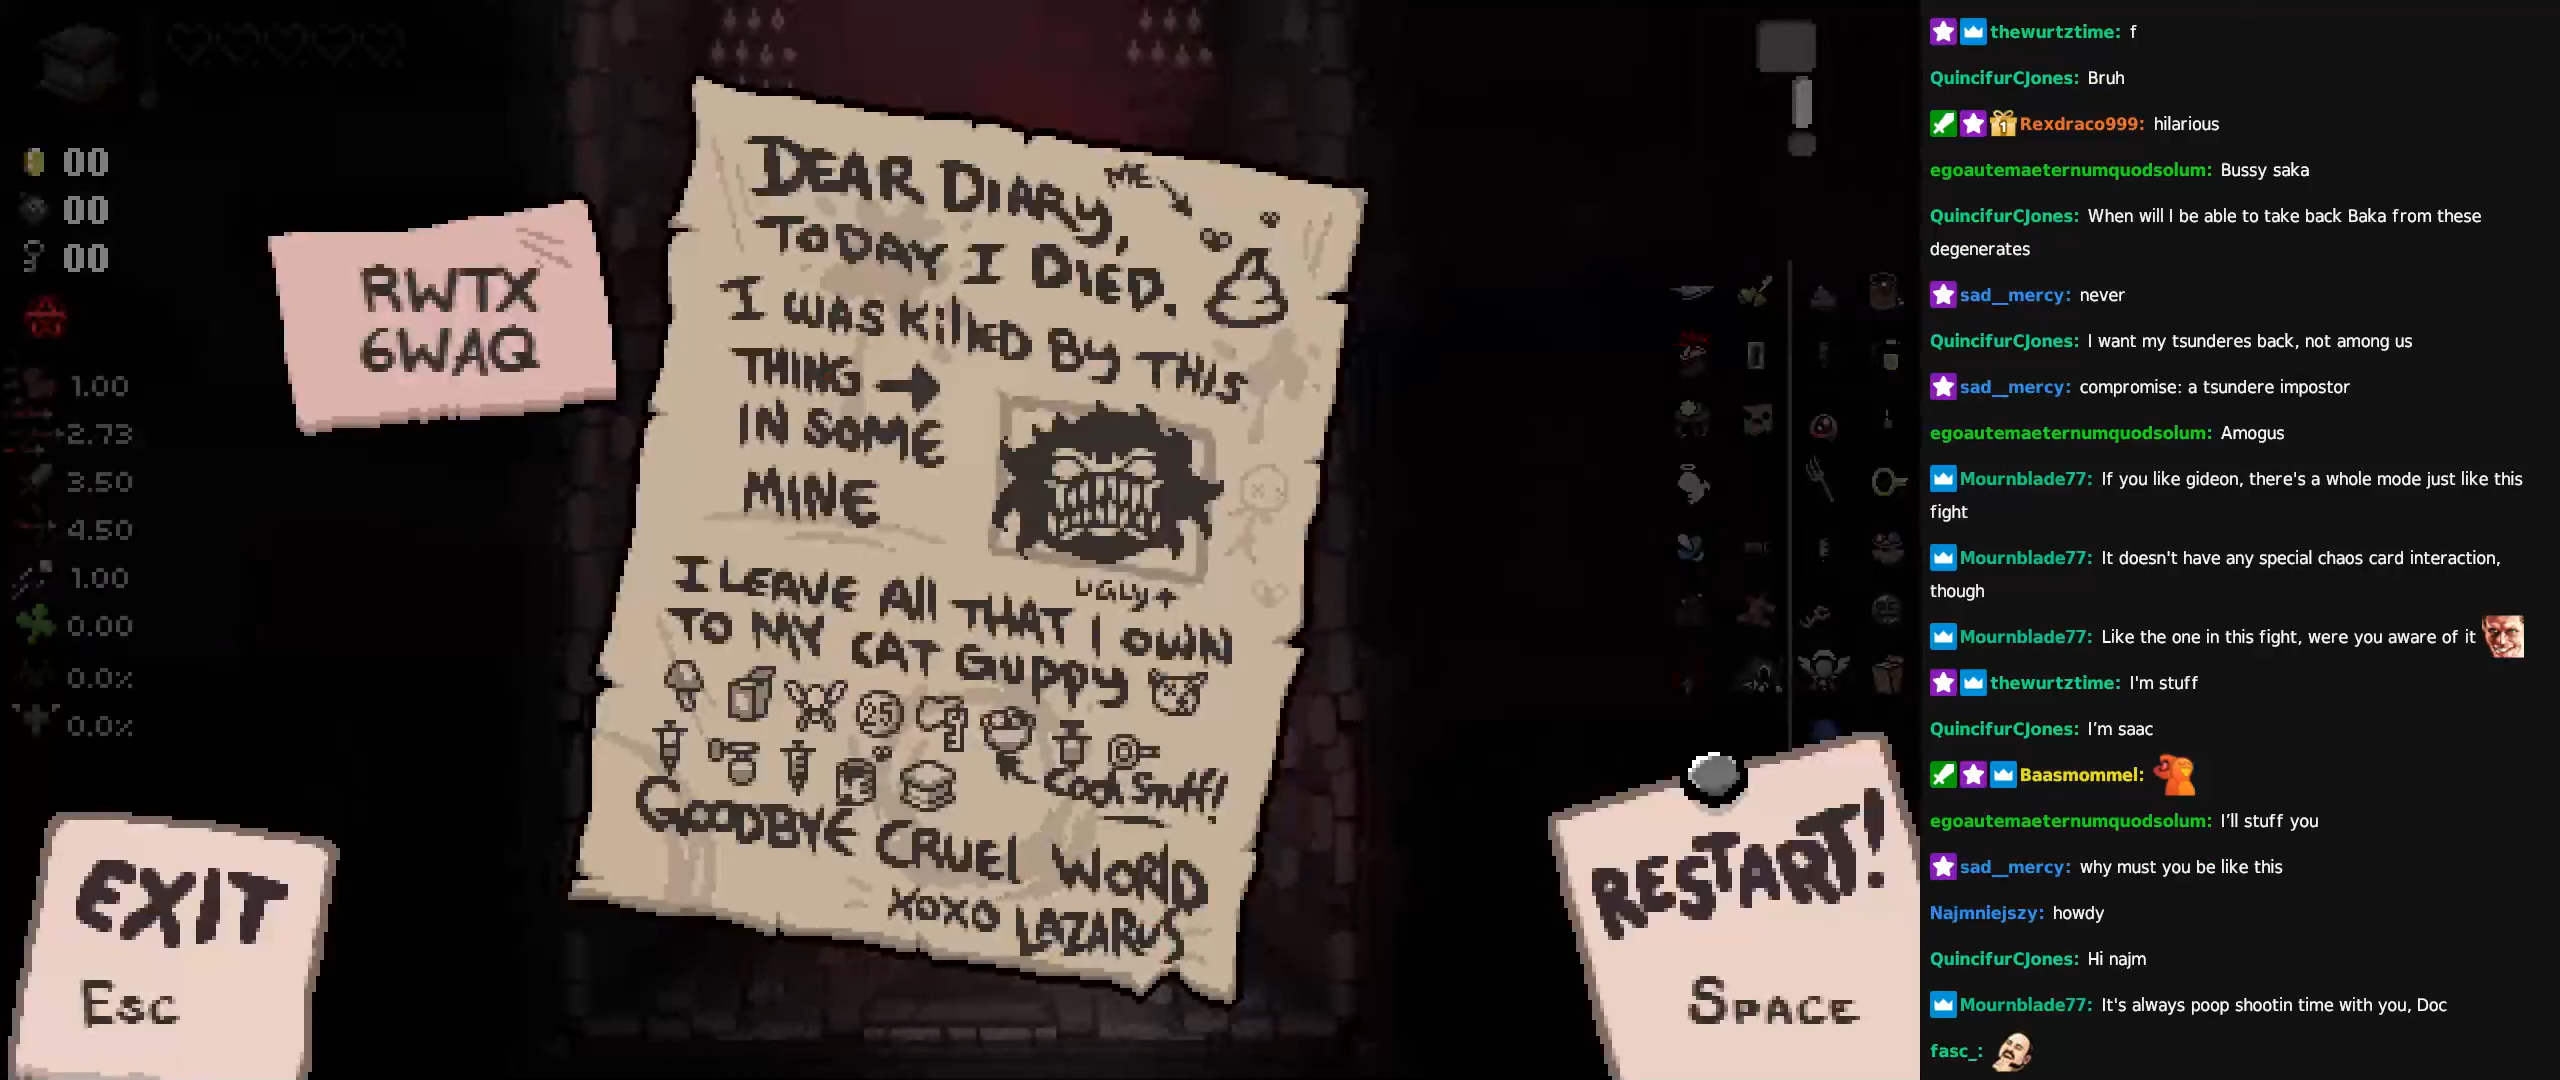 00
00
00
1.00
+2.73
3.50
4.50
1.00
0.00
0.0%
0.0%
RWTX
6WAQ
DEAR DIARY,
ME
TODAY I DIED.
I WAS KillED By THIS
THING
IN SOME
MINE
UGLy
I LEAVE All THAT I OWN
TO MY CAT GUPPY
25
Cool Stuff!
GOODBYE CRUEl WORlD
XOXO LAZARUS
EXIT
Esc
RESTART!
SPACE
thewurtztime: f
QuincifurCJones: Bruh
1 Rexdraco999: hilarious
egoautemaeternumquodsolum: Bussy saka
QuincifurCJones: When will I be able to take back Baka from these
degenerates
sad__mercy: never
QuincifurCJones: I want my tsunderes back, not among us
sad__mercy: compromise: a tsundere impostor
egoautemaeternumquodsolum: Amogus
Mournblade77: If you like gideon, there's a whole mode just like this
fight
Mournblade77: It doesn't have any special chaos card interaction,
though
Mournblade77: Like the one in this fight, were you aware of it
thewurtztime: I'm stuff
QuincifurCJones: I’m saac
Baasmommel:
egoautemaeternumquodsolum: I’ll stuff you
sad__mercy: why must you be like this
Najmniejszy: howdy
QuincifurCJones: Hi najm
Mournblade77: It's always poop shootin time with you, Doc
fasc_: